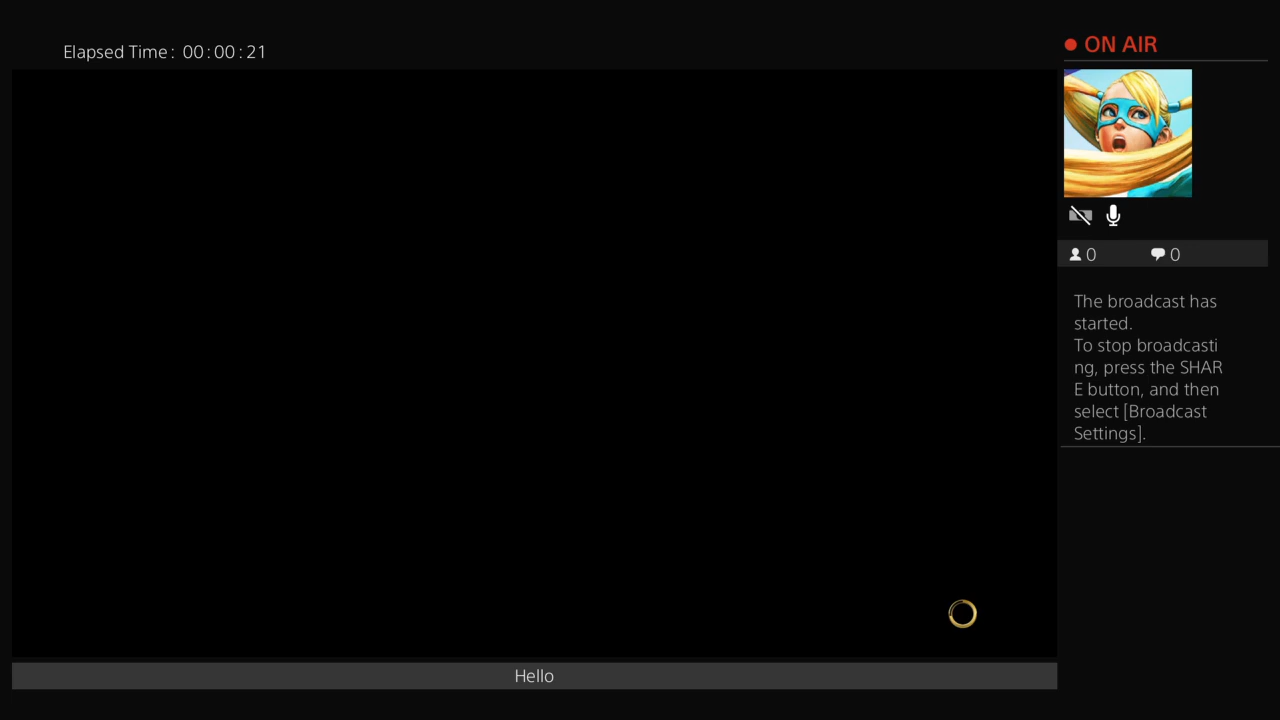 Elapsed Time: 00:00:21
ON AIR
0 0
The broadcast has
started.
To stop broadcasti
ng, press the SHAR
E button, and then
select [Broadcast
Settings].
Hello